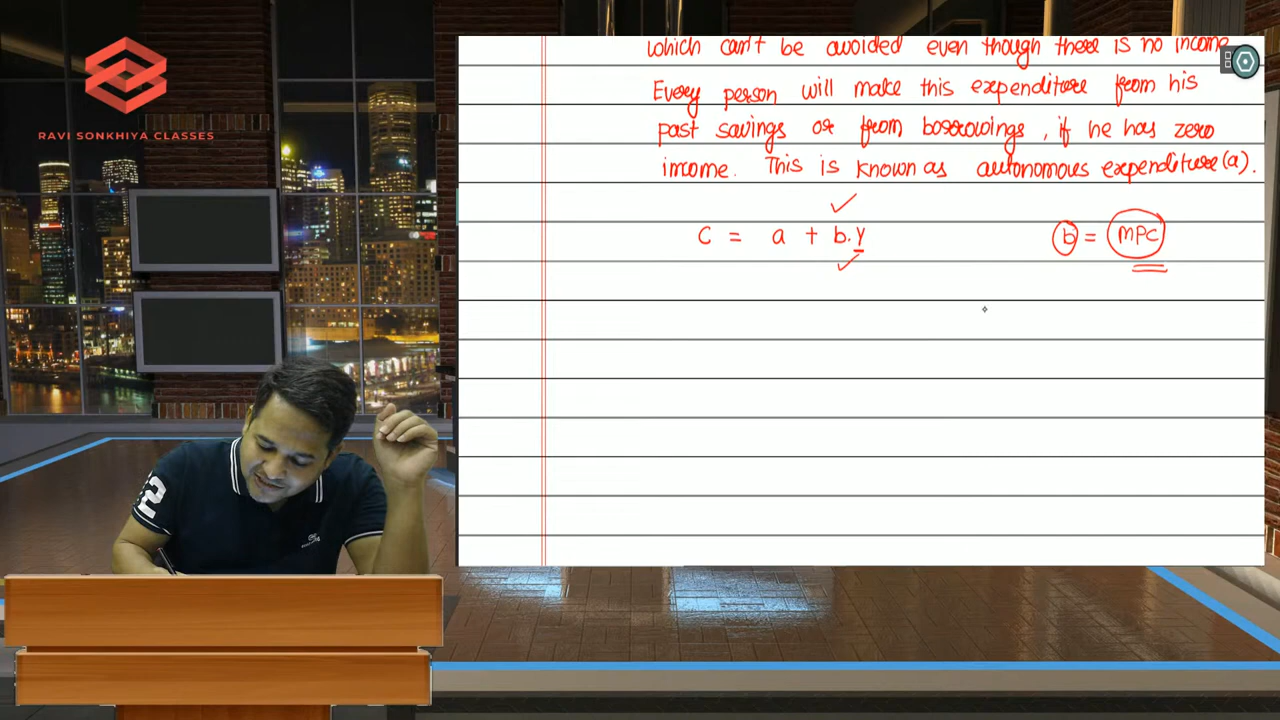 RAVI SONKHIYA CLASSES
which can't be avoided even though there is no income
Every person will make this expenditure from his
past savings or from borrowings, if he has zero
income. This is known as autonomous expenditure (a).
C = a + b.y
b = MPC